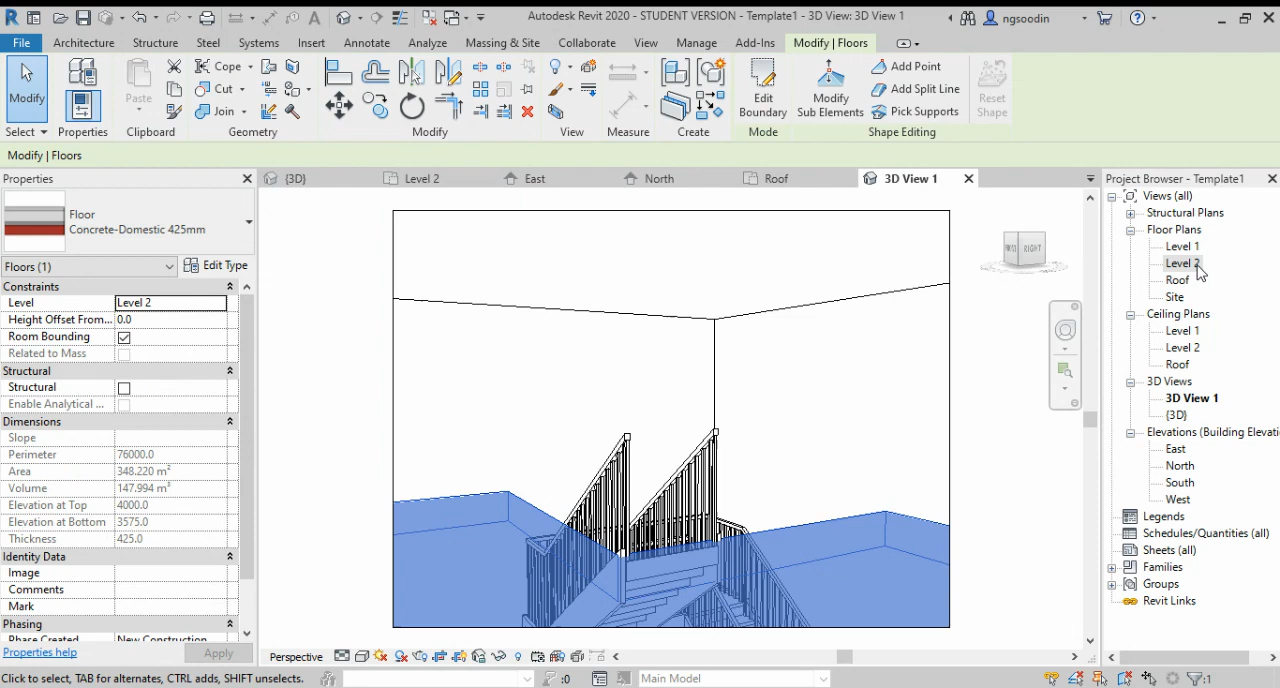 Autodesk Revit 2020 - STUDENT VERSION - Template1 - 3D View: 3D View 1
ngsoodin
File Architecture Structure Steel Systems Insert Annotate Analyze Massing & Site Collaborate View Manage Add-Ins Modify | Floors
Modify
Paste
Cope
Cut
Join
Edit Boundary
Modify Sub Elements
Add Point
Add Split Line
Pick Supports
Reset Shape
Select Properties Clipboard Geometry Modify View Measure Create Mode Shape Editing
Modify | Floors
Properties
Floor
Concrete-Domestic 425mm
Floors (1) Edit Type
Constraints
Level Level 2
Height Offset From... 0.0
Room Bounding
Related to Mass
Structural
Structural
Enable Analytical ...
Dimensions
Slope
Perimeter 76000.0
Area 348.220 m²
Volume 147.994 m³
Elevation at Top 4000.0
Elevation at Bottom 3575.0
Thickness 425.0
Identity Data
Image
Comments
Mark
Phasing
Phase Created New Construction
Properties help Apply
{3D} Level 2 East North Roof 3D View 1
RIGHT
Perspective
Project Browser - Template1
Views (all)
Structural Plans
Floor Plans
Level 1
Level 2
Roof
Site
Ceiling Plans
Level 1
Level 2
Roof
3D Views
3D View 1
{3D}
Elevations (Building Elevati
East
North
South
West
Legends
Schedules/Quantities (all)
Sheets (all)
Families
Groups
Revit Links
Click to select, TAB for alternates, CTRL adds, SHIFT unselects. :0 Main Model :1